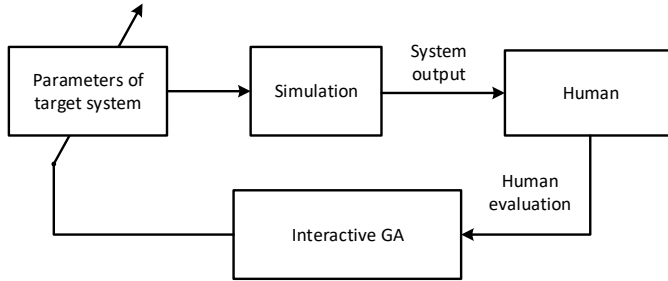 Parameters of
target system
Simulation
System
output
Human
Human
evaluation
Interactive GA